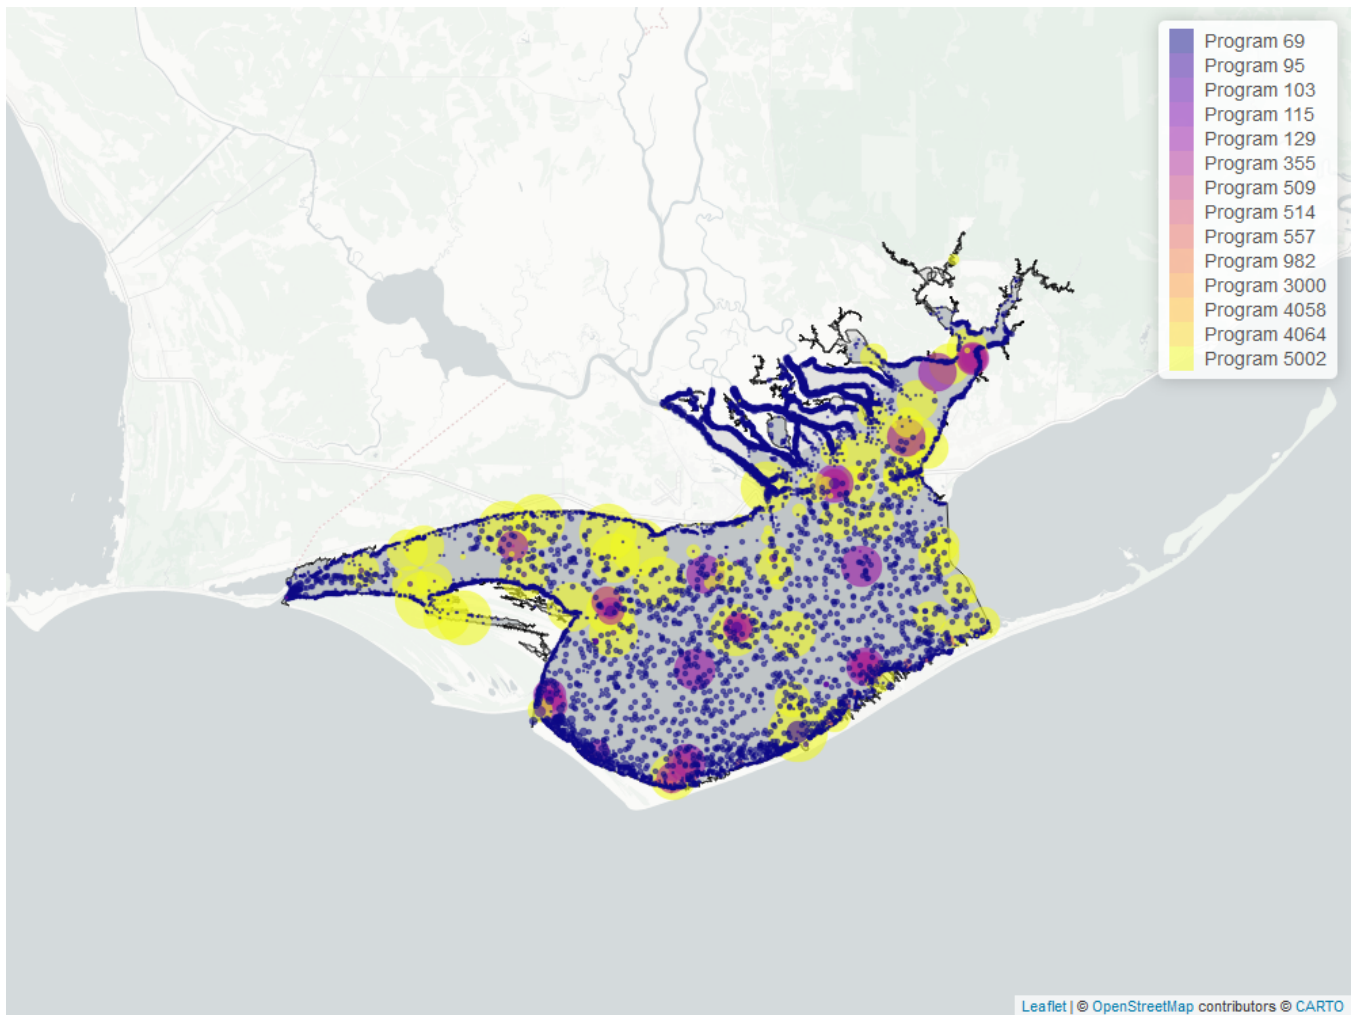 Program 69
Program 95
Program 103
Program 115
Program 129
Program 355
Program 509
Program 514
Program 557
Program 982
Program 3000
Program 4058
Program 4064
Program 5002
Leaflet | © OpenStreetMap contributors © CARTO